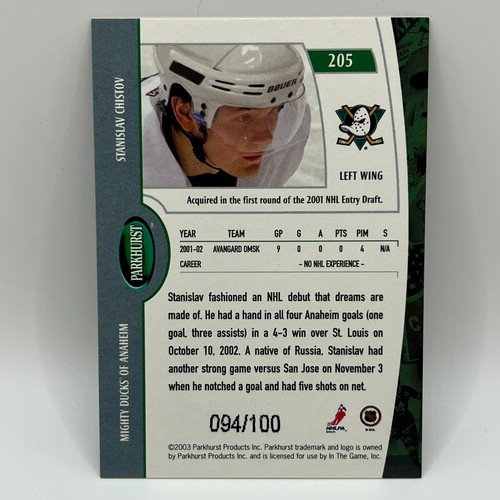 205
BAUER
STANISLAV CHISTOV
LEFT WING
Acquired in the first round of the 2001 NHL Entry Draft.
YEAR TEAM GP G A PTS PIM S
2001-02 AVANGARD OMSK 9 0 0 0 4 N/A
CAREER - NO NHL EXPERIENCE -
PARKHURST
MIGHTY DUCKS OF ANAHEIM
Stanislav fashioned an NHL debut that dreams are
made of. He had a hand in all four Anaheim goals (one
goal, three assists) in a 4-3 win over St. Louis on
October 10, 2002. A native of Russia, Stanislav had
another strong game versus San Jose on November 3
when he notched a goal and had five shots on net.
094/100
NHLPA
©2003 Parkhurst Products Inc. Parkhurst trademark and logo is owned
by Parkhurst Products Inc. and is licensed for use by In The Game, Inc.